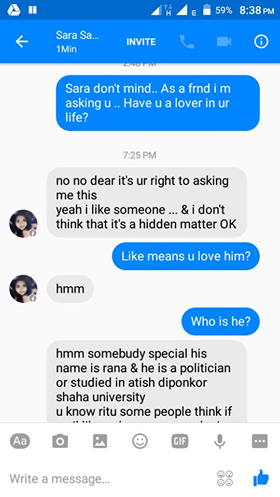 59% 8:38 PM
Sara Sa...
1Min
INVITE
2:48 PM
Sara don't mind.. As a frnd i m
asking u .. Have u a lover in ur
life?
7:25 PM
no no dear it's ur right to asking
me this
yeah i like someone ... & i don't
think that it's a hidden matter OK
Like means u love him?
hmm
Who is he?
hmm somebudy special his
name is rana & he is a politician
or studied in atish diponkor
shaha university
u know ritu some people think if
Aa
GIF
Write a message...